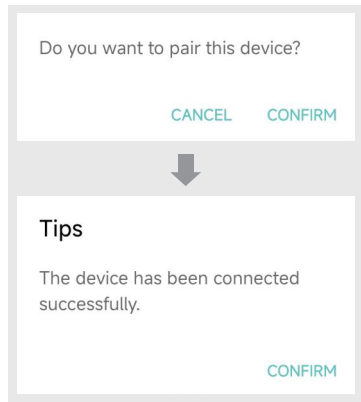 Do you want to pair this device?
CANCEL CONFIRM
Tips
The device has been connected
successfully.
CONFIRM